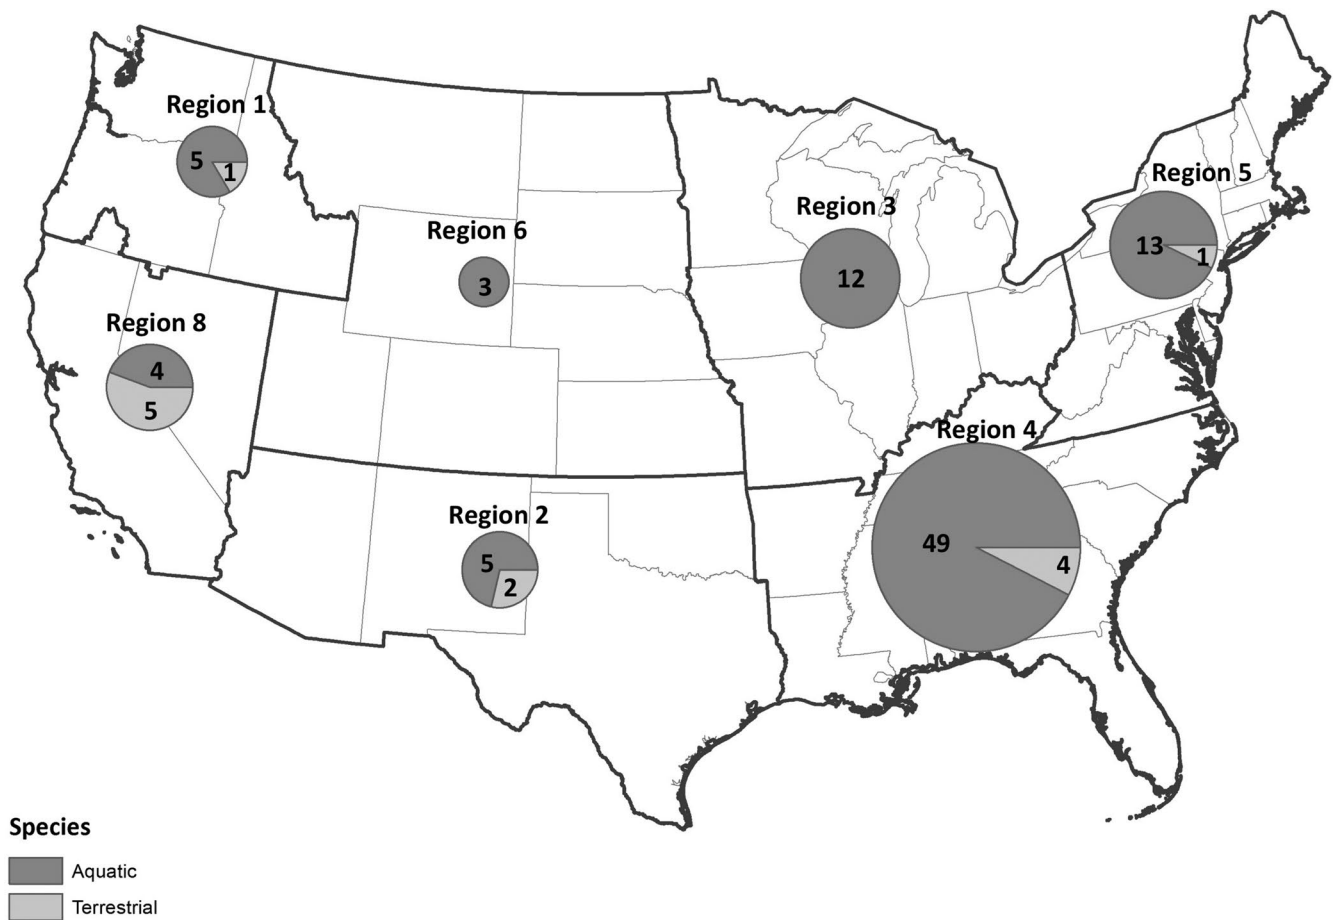 Region 1
5
1
Region 6
3
Region 3
12
Region 5
13
1
Region 8
4
5
Region 4
49
4
Region 2
5
2
Species
Aquatic
Terrestrial